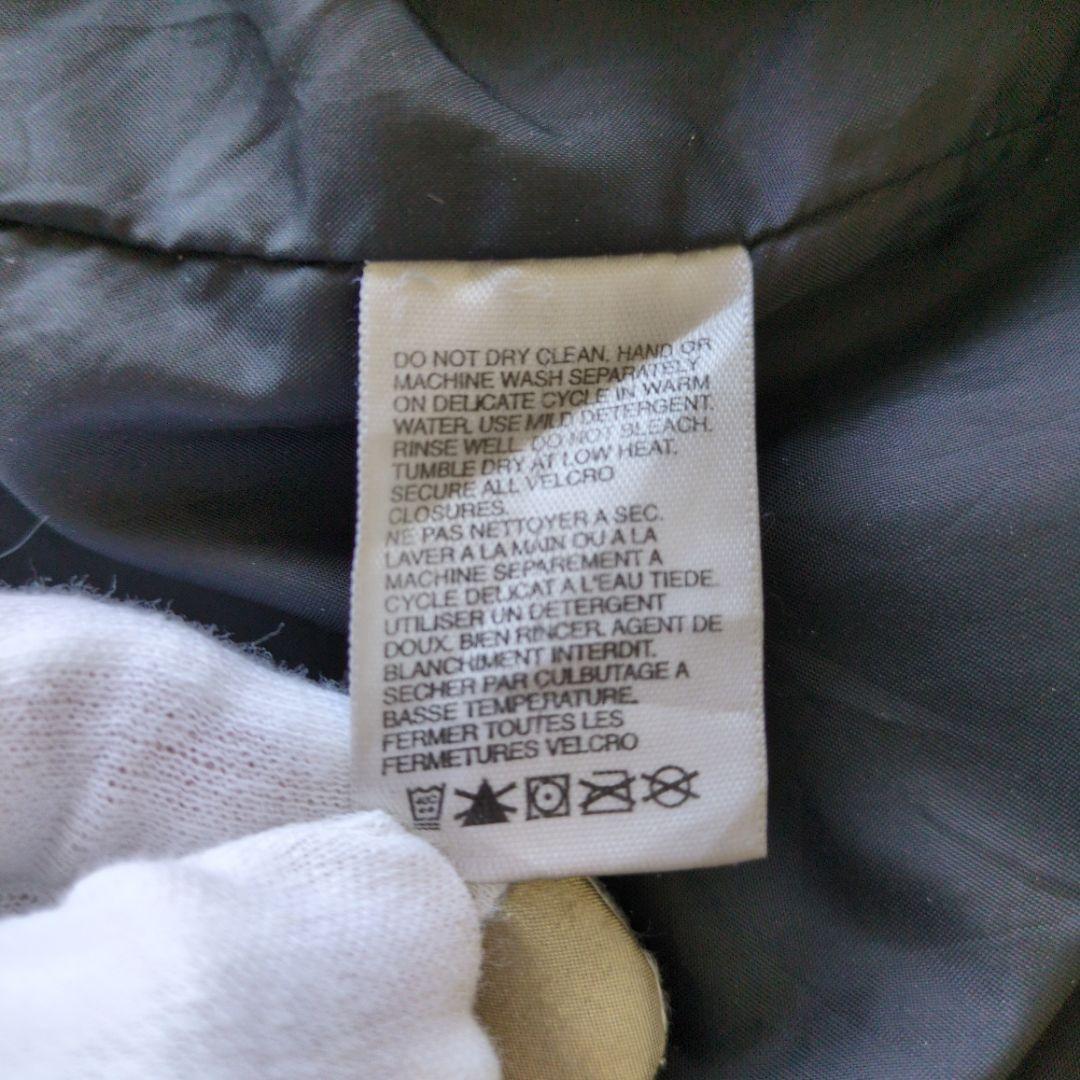 DO NOT DRY CLEAN. HAND OR
MACHINE WASH SEPARATELY
ON DELICATE CYCLE IN WARM
WATER. USE MILD DETERGENT.
RINSE WELL. DO NOT BLEACH.
TUMBLE DRY AT LOW HEAT.
SECURE ALL VELCRO
CLOSURES.
NE PAS NETTOYER A SEC.
LAVER A LA MAIN OU A LA
MACHINE SEPAREMENT A
CYCLE DELICAT A L'EAU TIEDE.
UTILISER UN DETERGENT
DOUX. BIEN RINCER. AGENT DE
BLANCHIMENT INTERDIT.
SECHER PAR CULBUTAGE A
BASSE TEMPERATURE.
FERMER TOUTES LES
FERMETURES VELCRO